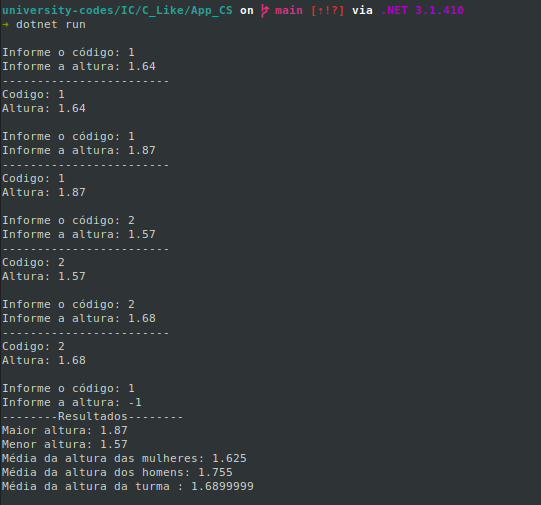 university-codes/IC/C_Like/App_CS on main [⇡!?] via .NET 3.1.410
➜ dotnet run
Informe o código: 1
Informe a altura: 1.64
------------------------
Codigo: 1
Altura: 1.64
Informe o código: 1
Informe a altura: 1.87
------------------------
Codigo: 1
Altura: 1.87
Informe o código: 2
Informe a altura: 1.57
------------------------
Codigo: 2
Altura: 1.57
Informe o código: 2
Informe a altura: 1.68
------------------------
Codigo: 2
Altura: 1.68
Informe o código: 1
Informe a altura: -1
--------Resultados--------
Maior altura: 1.87
Menor altura: 1.57
Média da altura das mulheres: 1.625
Média da altura dos homens: 1.755
Média da altura da turma : 1.6899999